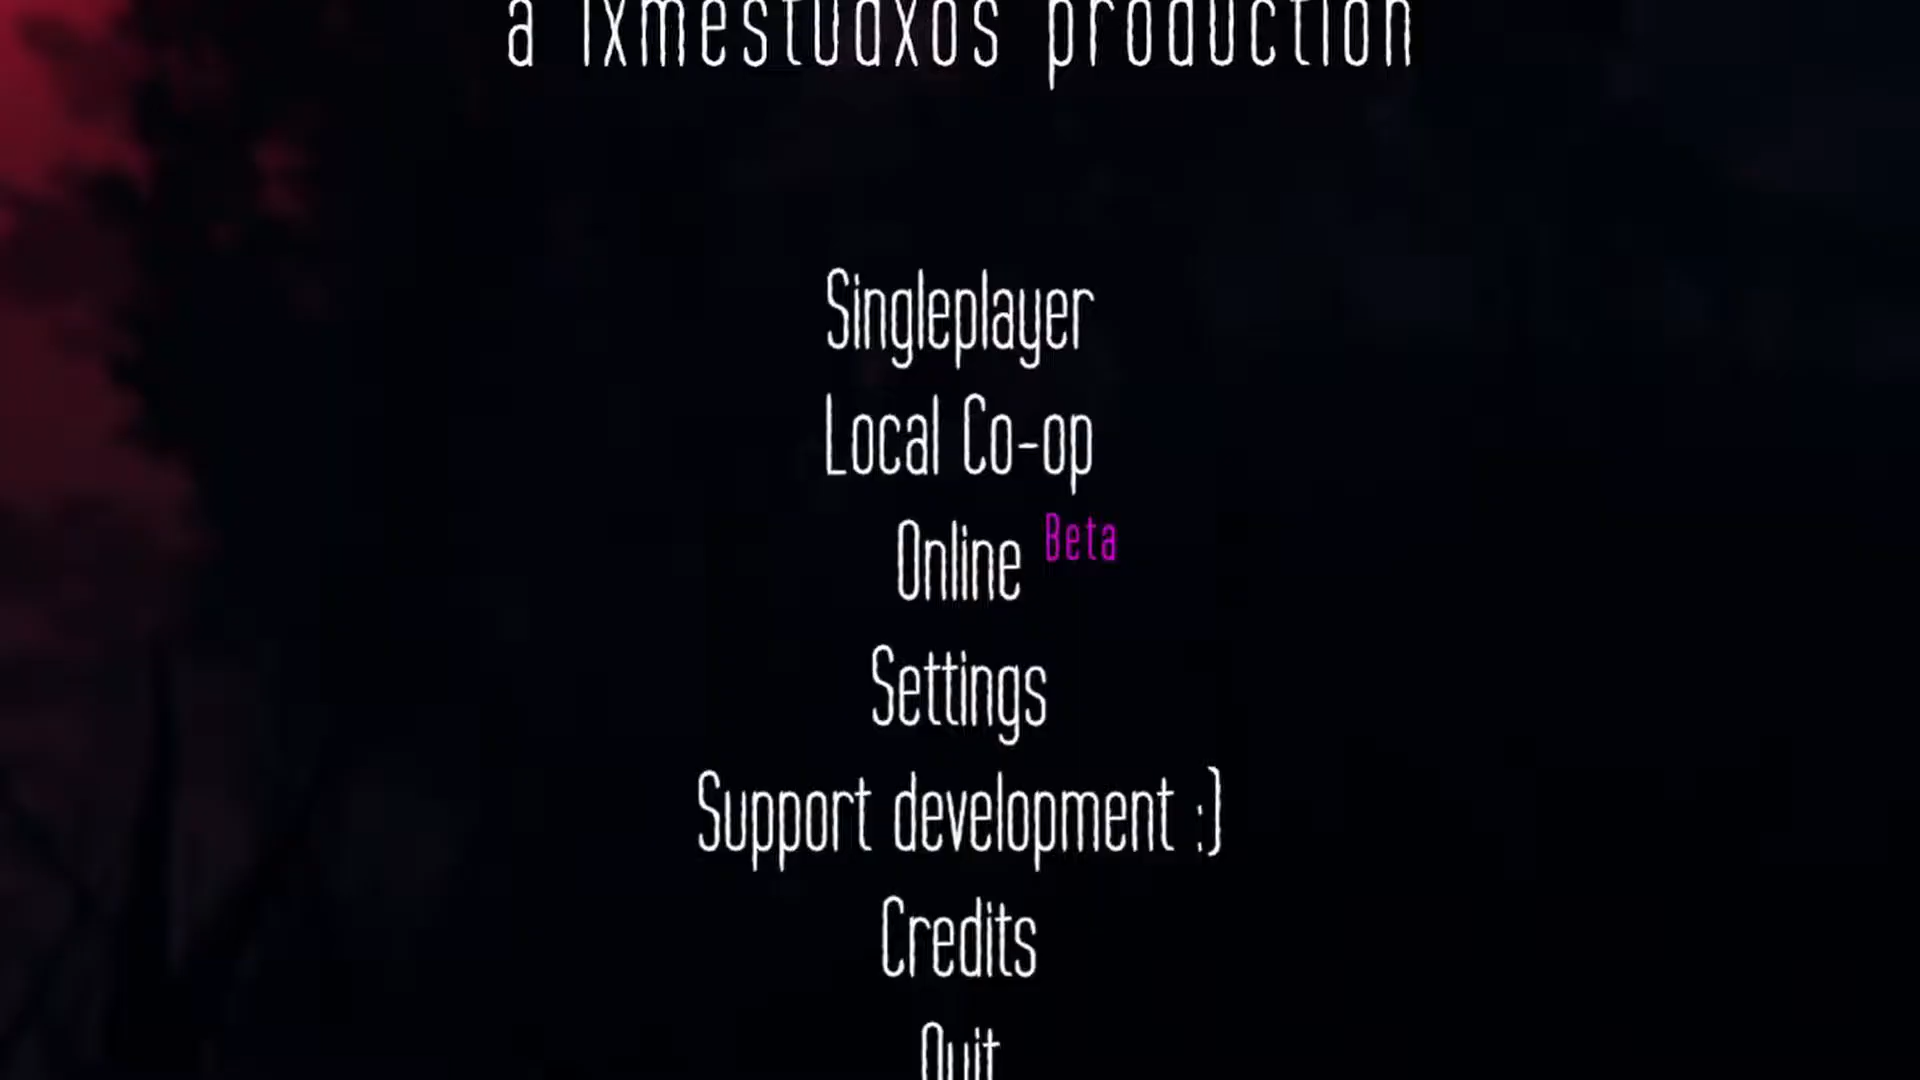 a ixmestudxos production
Singleplayer
Local Co-op
Online Beta
Settings
Support development :)
Credits
Quit